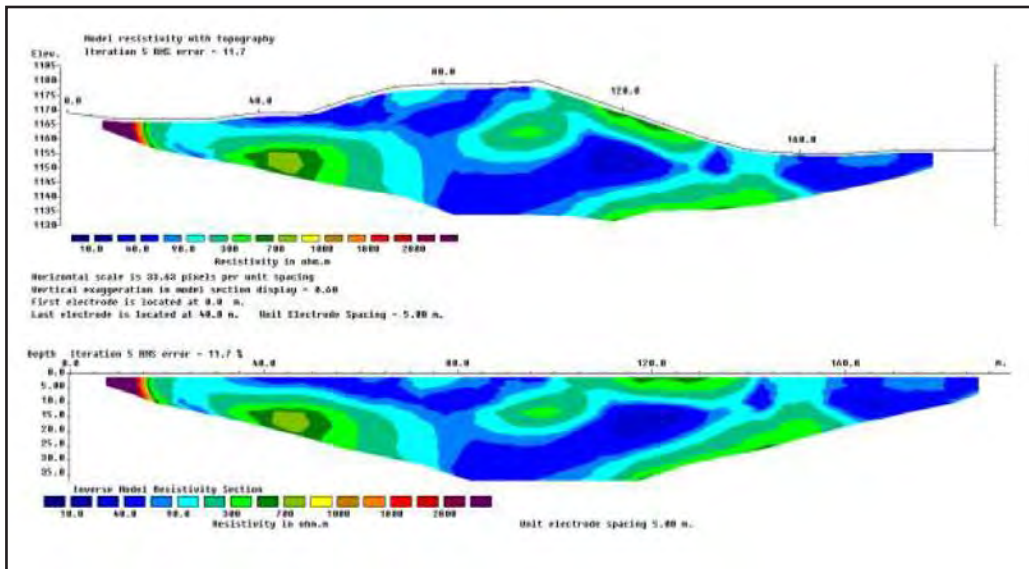 Model resistivity with topography
Iteration 5 RMS error - 11.7
Elev.
1185
1180
1175
1170
1165
1160
1155
1150
1145
1140
1135
1130
0.0
40.0
80.0
120.0
160.0
10.0 40.0 90.0 300 700 1000 1800 2000
Resistivity in ohm.m
Horizontal scale is 33.63 pixels per unit spacing
Vertical exaggeration in model section display - 0.60
First electrode is located at 0.0 m.
Last electrode is located at 40.0 m. Unit Electrode Spacing - 5.00 m.
Depth Iteration 5 RMS error - 11.7 %
0.0 40.0 80.0 120.0 160.0 m.
0.0
5.00
10.0
15.0
20.0
25.0
30.0
35.0
Inverse Model Resistivity Section
10.0 40.0 90.0 300 700 1000 1800 2000
Resistivity in ohm.m Unit electrode spacing 5.00 m.